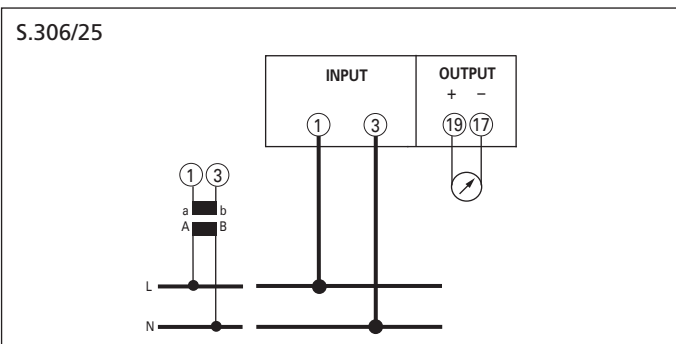 S.306/25
INPUT OUTPUT
+ –
1 3 19 17
1 3
a b
A B
L
N